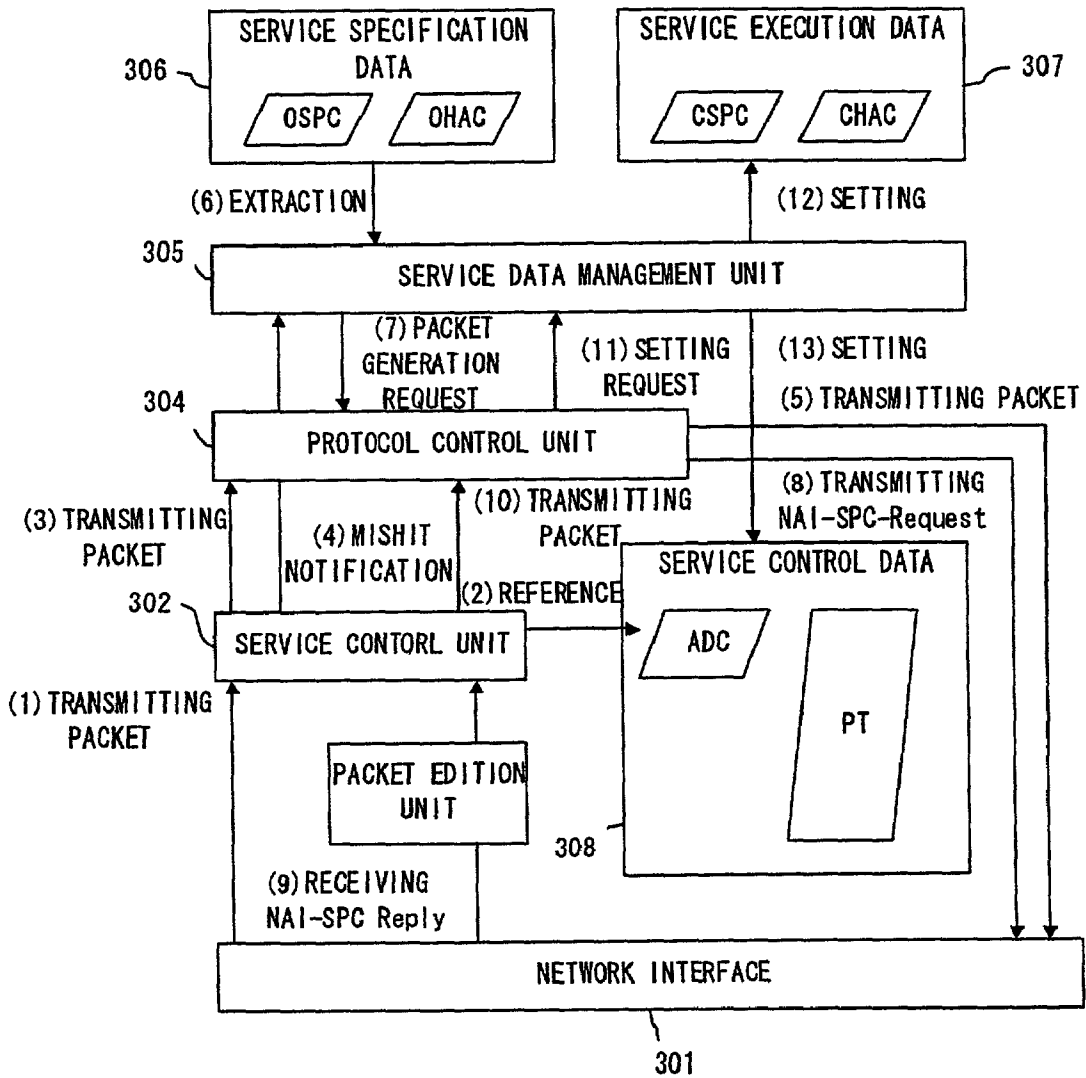 SERVICE SPECIFICATION
DATA
306
OSPC
OHAC
SERVICE EXECUTION DATA
307
CSPC
CHAC
(6) EXTRACTION
(12) SETTING
305
SERVICE DATA MANAGEMENT UNIT
(7) PACKET
GENERATION
REQUEST
(11) SETTING
REQUEST
(13) SETTING
(5) TRANSMITTING PACKET
304
PROTOCOL CONTROL UNIT
(3) TRANSMITTING
PACKET
(4) MISHIT
NOTIFICATION
(10) TRANSMITTING
PACKET
(8) TRANSMITTING
NAI-SPC-Request
302
(2) REFERENCE
SERVICE CONTORL UNIT
SERVICE CONTROL DATA
ADC
PT
308
(1) TRANSMITTING
PACKET
PACKET EDITION
UNIT
(9) RECEIVING
NAI-SPC Reply
NETWORK INTERFACE
301